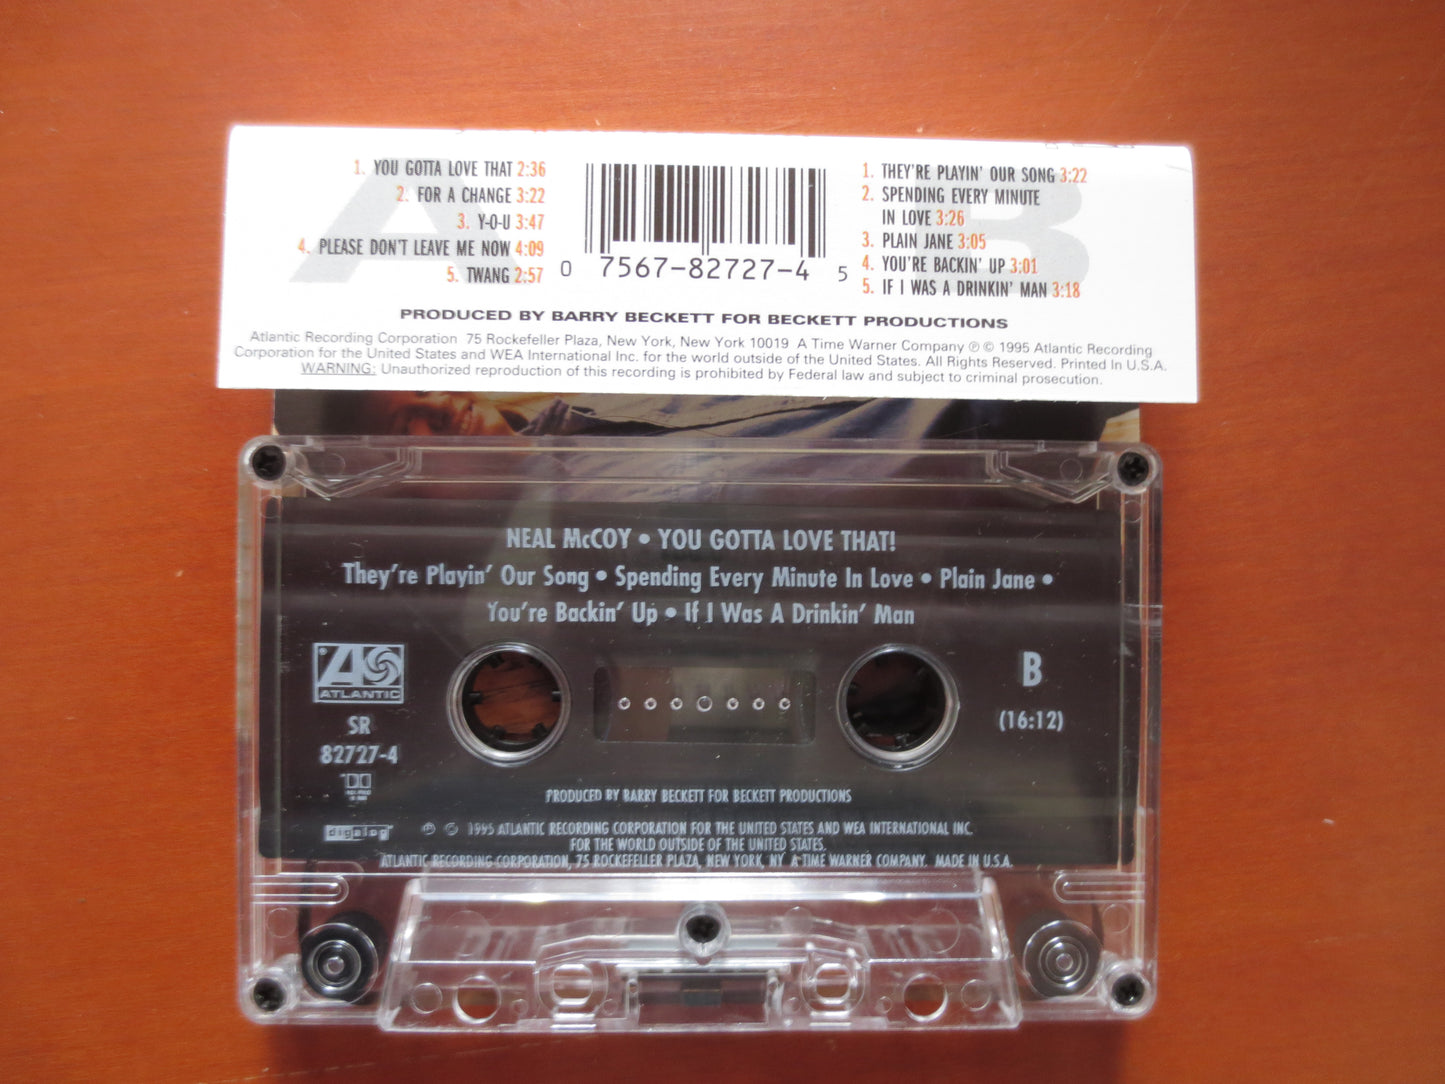 A
1. YOU GOTTA LOVE THAT 2:36
2. FOR A CHANGE 3:22
3. Y-O-U 3:47
4. PLEASE DON'T LEAVE ME NOW 4:09
5. TWANG 2:57
0 7567-82727-4 5
B
1. THEY'RE PLAYIN' OUR SONG 3:22
2. SPENDING EVERY MINUTE
IN LOVE 3:26
3. PLAIN JANE 3:05
4. YOU'RE BACKIN' UP 3:01
5. IF I WAS A DRINKIN' MAN 3:18
PRODUCED BY BARRY BECKETT FOR BECKETT PRODUCTIONS
Atlantic Recording Corporation 75 Rockefeller Plaza, New York, New York 10019 A Time Warner Company ℗ © 1995 Atlantic Recording
Corporation for the United States and WEA International Inc. for the world outside of the United States. All Rights Reserved. Printed In U.S.A.
WARNING: Unauthorized reproduction of this recording is prohibited by Federal law and subject to criminal prosecution.
NEAL McCOY • YOU GOTTA LOVE THAT!
They're Playin' Our Song • Spending Every Minute In Love • Plain Jane •
You're Backin' Up • If I Was A Drinkin' Man
ATLANTIC
SR
82727-4
B
(16:12)
digalog
PRODUCED BY BARRY BECKETT FOR BECKETT PRODUCTIONS
℗ © 1995 ATLANTIC RECORDING CORPORATION FOR THE UNITED STATES AND WEA INTERNATIONAL INC.
FOR THE WORLD OUTSIDE OF THE UNITED STATES.
ATLANTIC RECORDING CORPORATION, 75 ROCKEFELLER PLAZA, NEW YORK, NY A TIME WARNER COMPANY. MADE IN U.S.A.